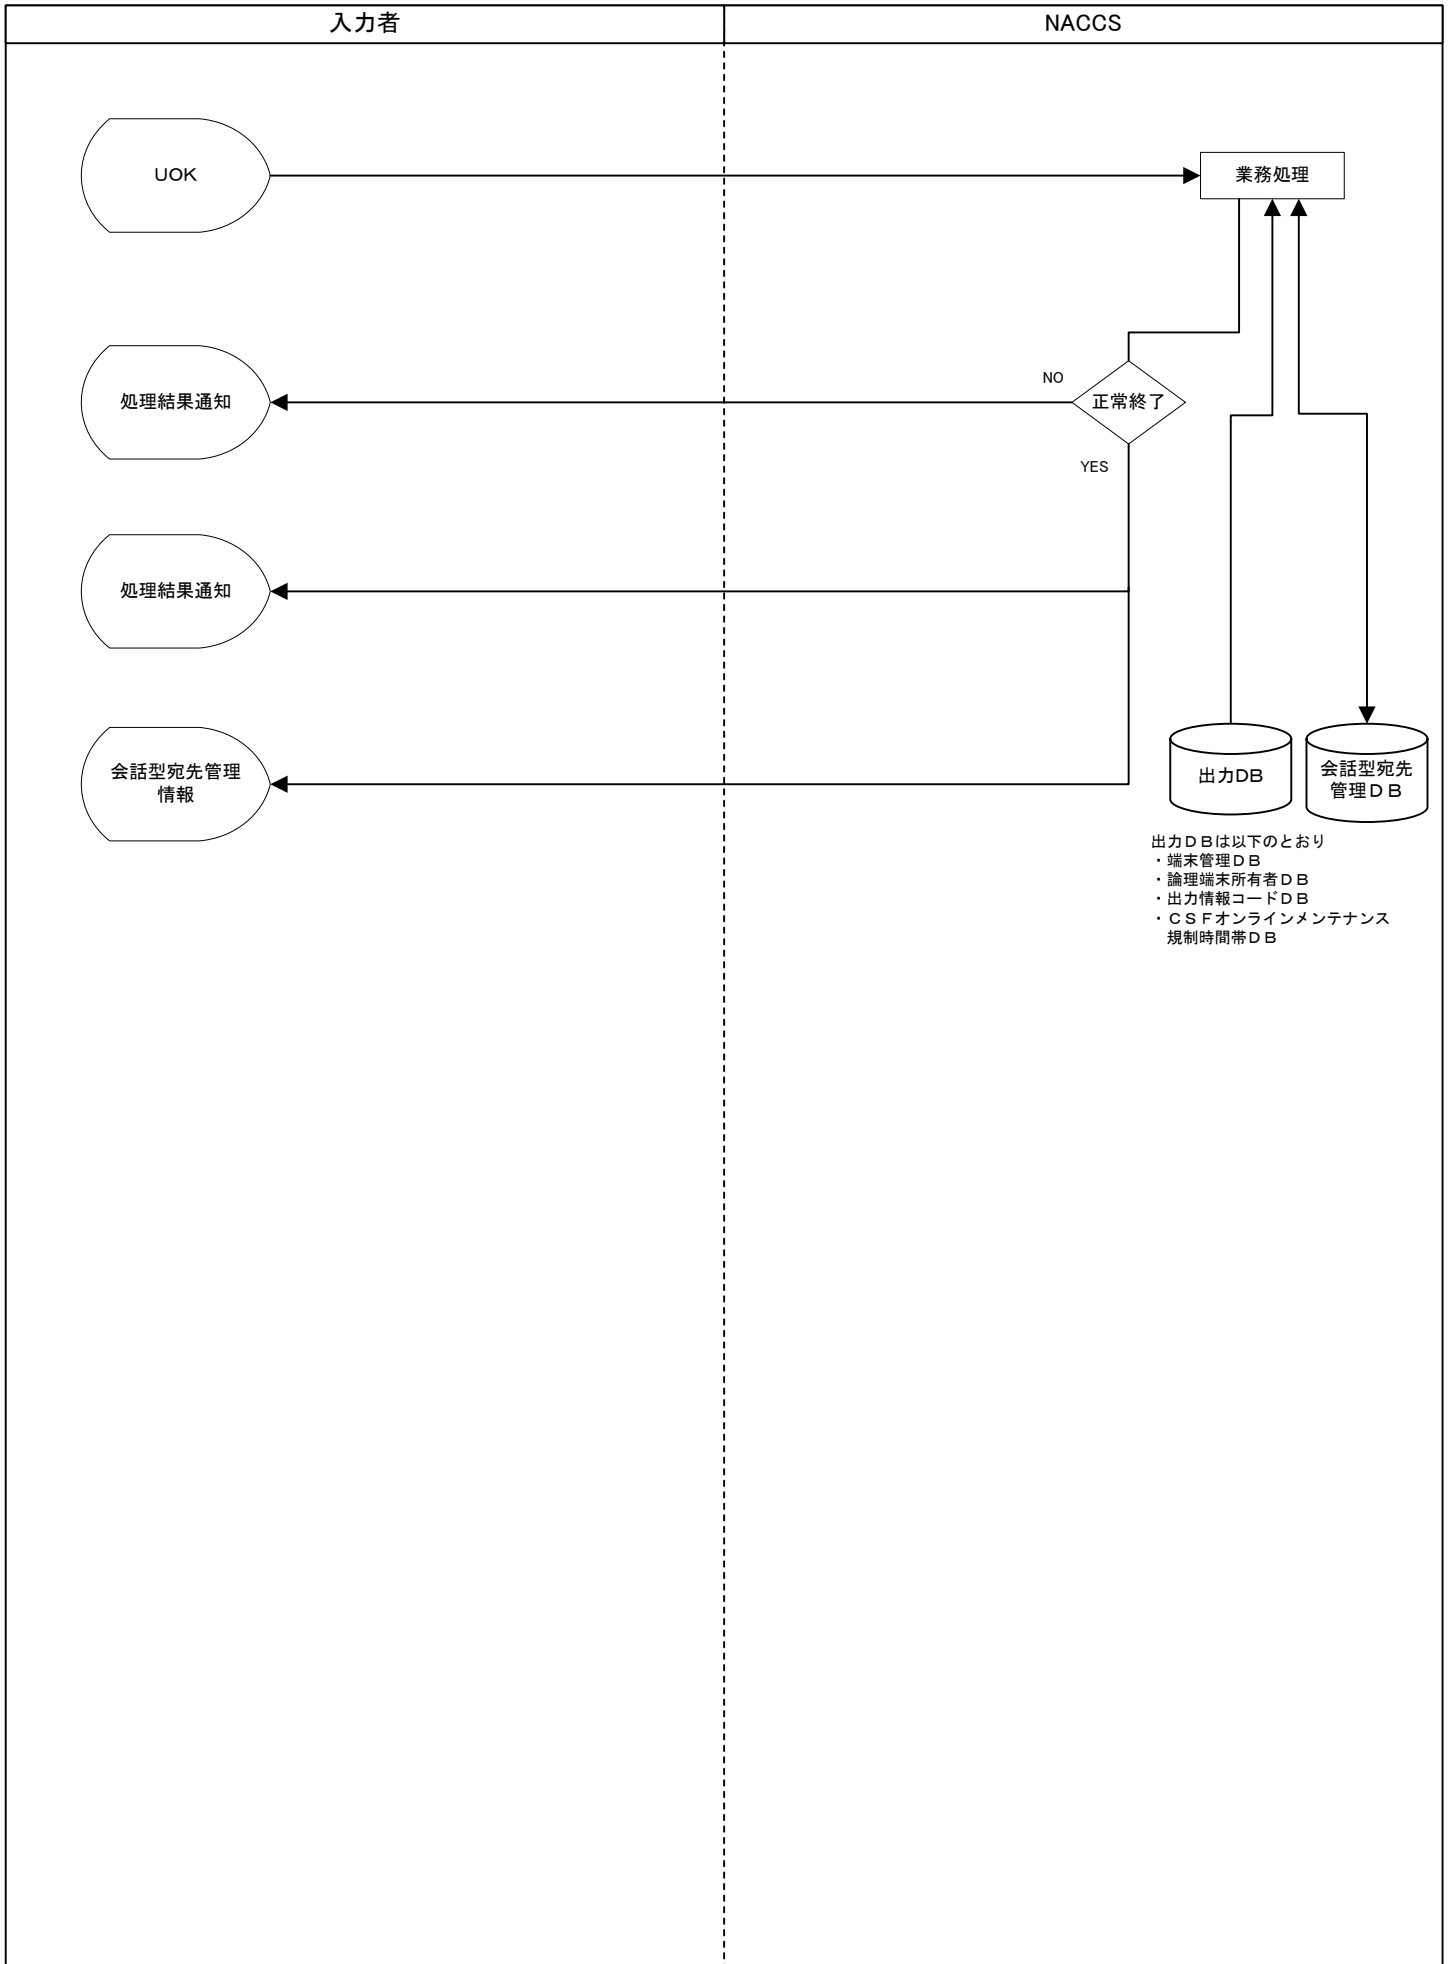 入力者
NACCS
UOK
業務処理
処理結果通知
NO
正常終了
YES
処理結果通知
会話型宛先管理
情報
出力DB
会話型宛先
管理ＤＢ
出力ＤＢは以下のとおり
・端末管理ＤＢ
・論理端末所有者ＤＢ
・出力情報コードＤＢ
・ＣＳＦオンラインメンテナンス
規制時間帯ＤＢ